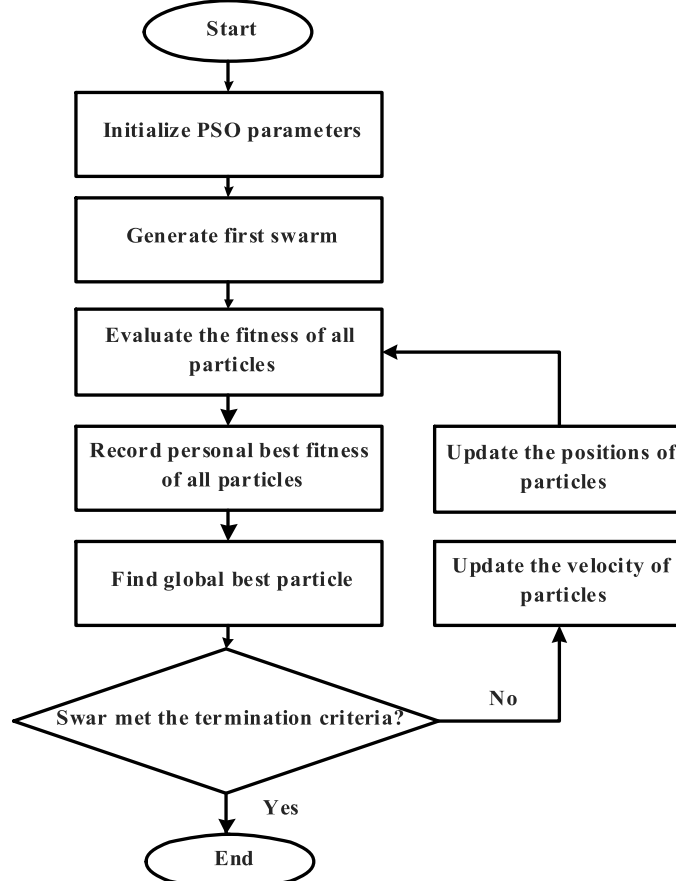 Start
Initialize PSO parameters
Generate first swarm
Evaluate the fitness of all
particles
Record personal best fitness
of all particles
Update the positions of
particles
Find global best particle
Update the velocity of
particles
Swar met the termination criteria?
No
Yes
End